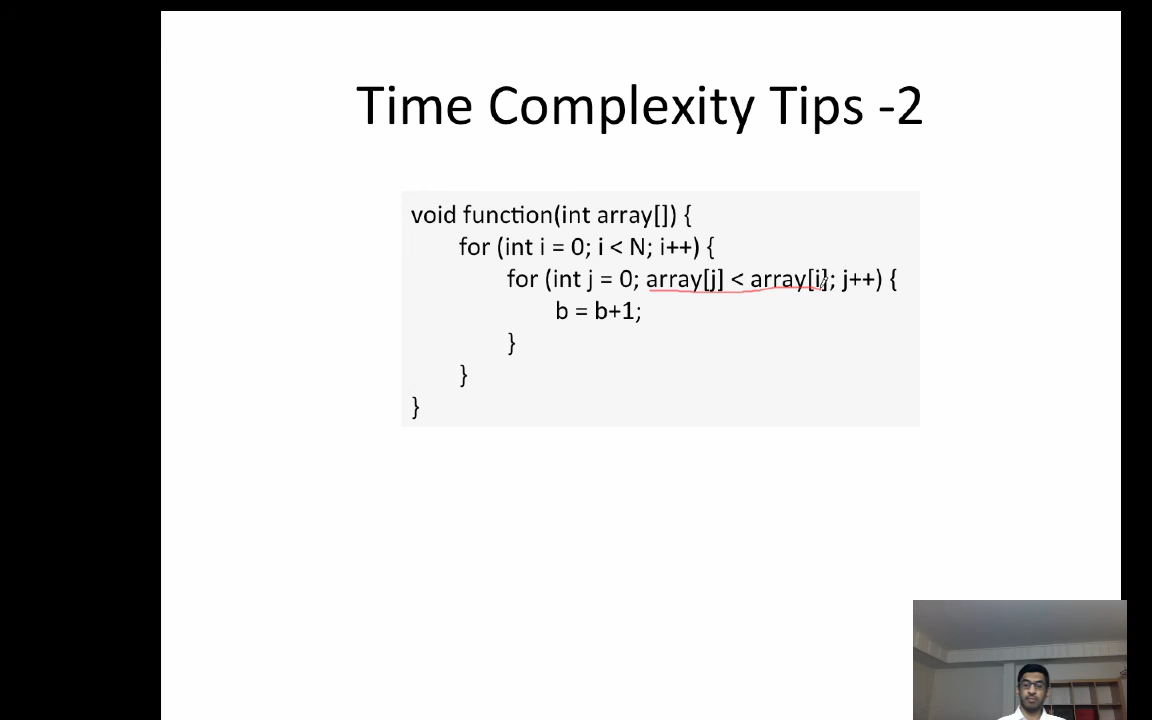 Time Complexity Tips -2
void function(int array[]) {
for (int i = 0; i < N; i++) {
for (int j = 0; array[j] < array[i]; j++) {
b = b+1;
}
}
}